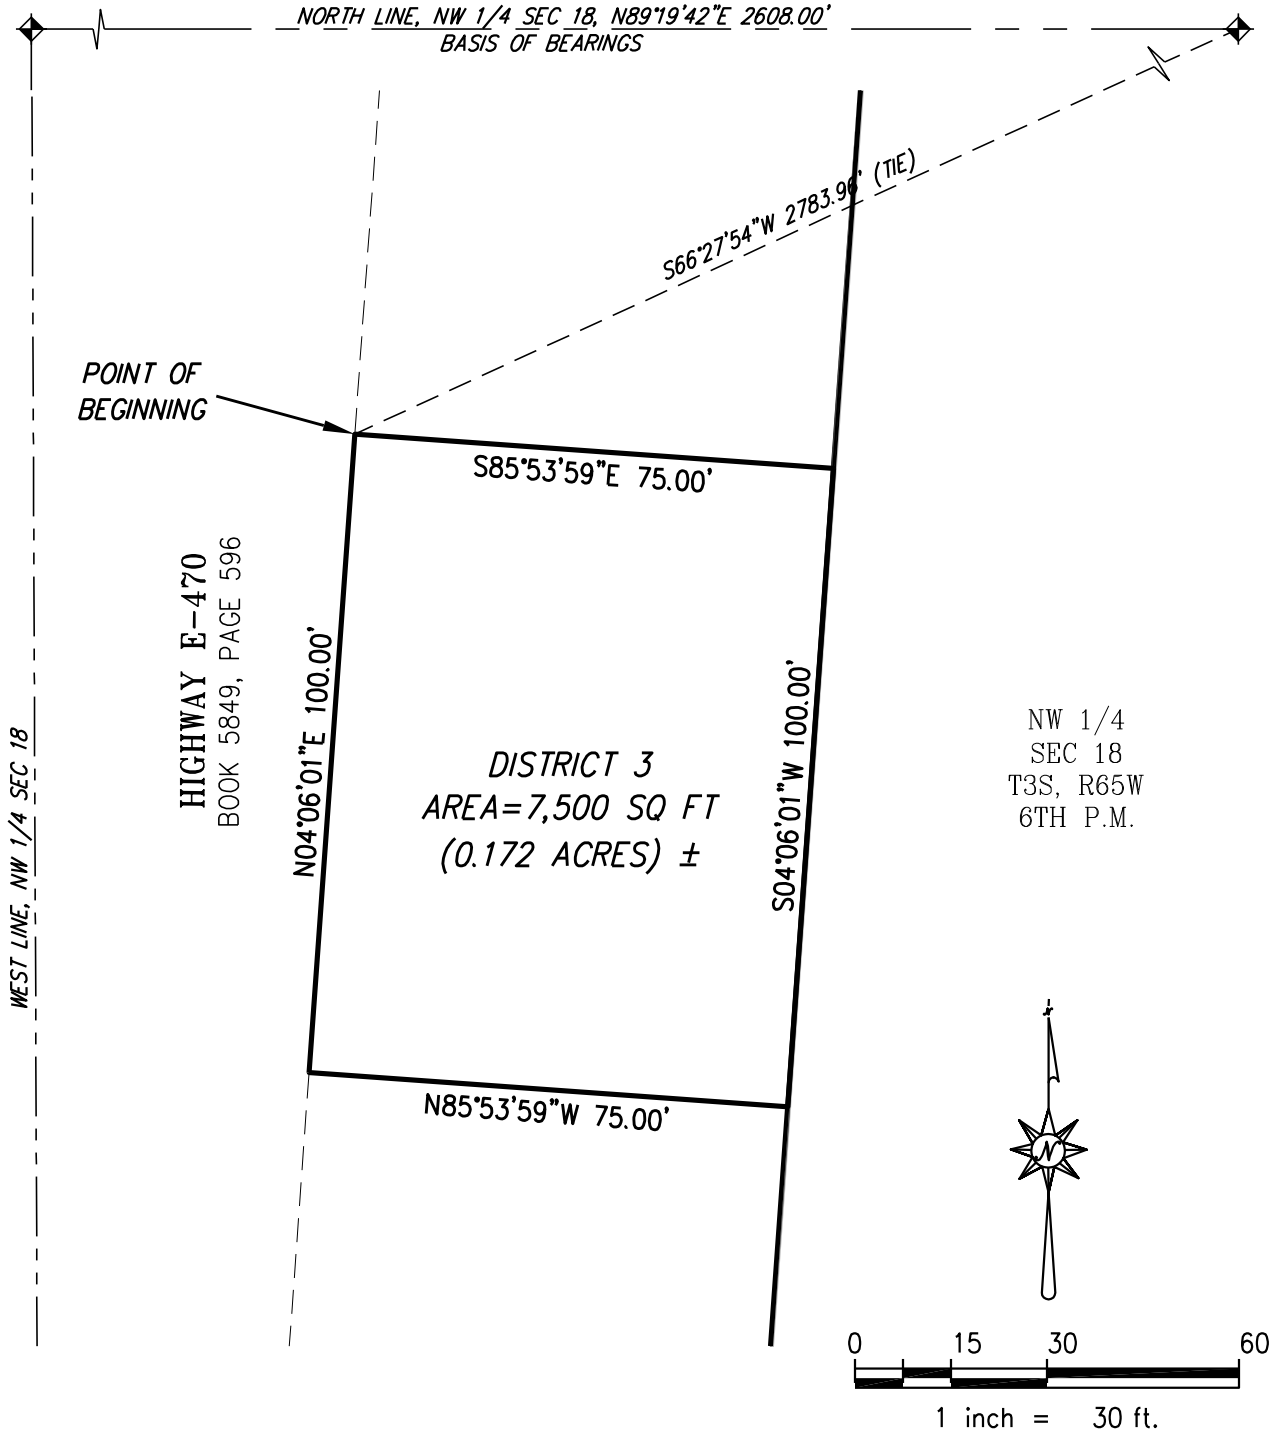 NORTH LINE, NW 1/4 SEC 18, N89°19'42"E 2608.00'
BASIS OF BEARINGS
S66°27'54"W 2783.96' (TIE)
POINT OF
BEGINNING
S85°53'59"E 75.00'
HIGHWAY E-470
BOOK 5849, PAGE 596
N04°06'01"E 100.00'
S04°06'01"W 100.00'
WEST LINE, NW 1/4 SEC 18
DISTRICT 3
AREA=7,500 SQ FT
(0.172 ACRES) ±
NW 1/4
SEC 18
T3S, R65W
6TH P.M.
N85°53'59"W 75.00'
N
0 15 30 60
1 inch = 30 ft.